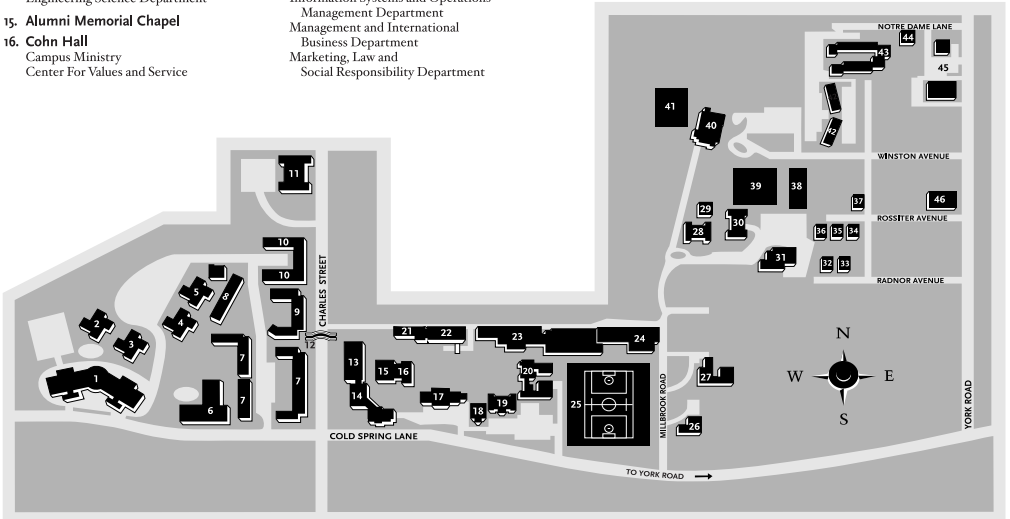 Engineering Science Department
15. Alumni Memorial Chapel
16. Cohn Hall
Campus Ministry
Center For Values and Service
Information Systems and Operations
Management Department
Management and International
Business Department
Marketing, Law and
Social Responsibility Department
NOTRE DAME LANE
44
43
45
41
40
42
WINSTON AVENUE
11
39
38
37
46
29
30
ROSSITER AVENUE
28
36
35
34
10
31
32
33
10
RADNOR AVENUE
CHARLES STREET
5
8
9
2
4
3
12
21
22
23
24
N
W
E
S
1
7
7
7
6
13
15
16
14
20
17
18
19
25
27
26
MILLBROOK ROAD
YORK ROAD
COLD SPRING LANE
TO YORK ROAD